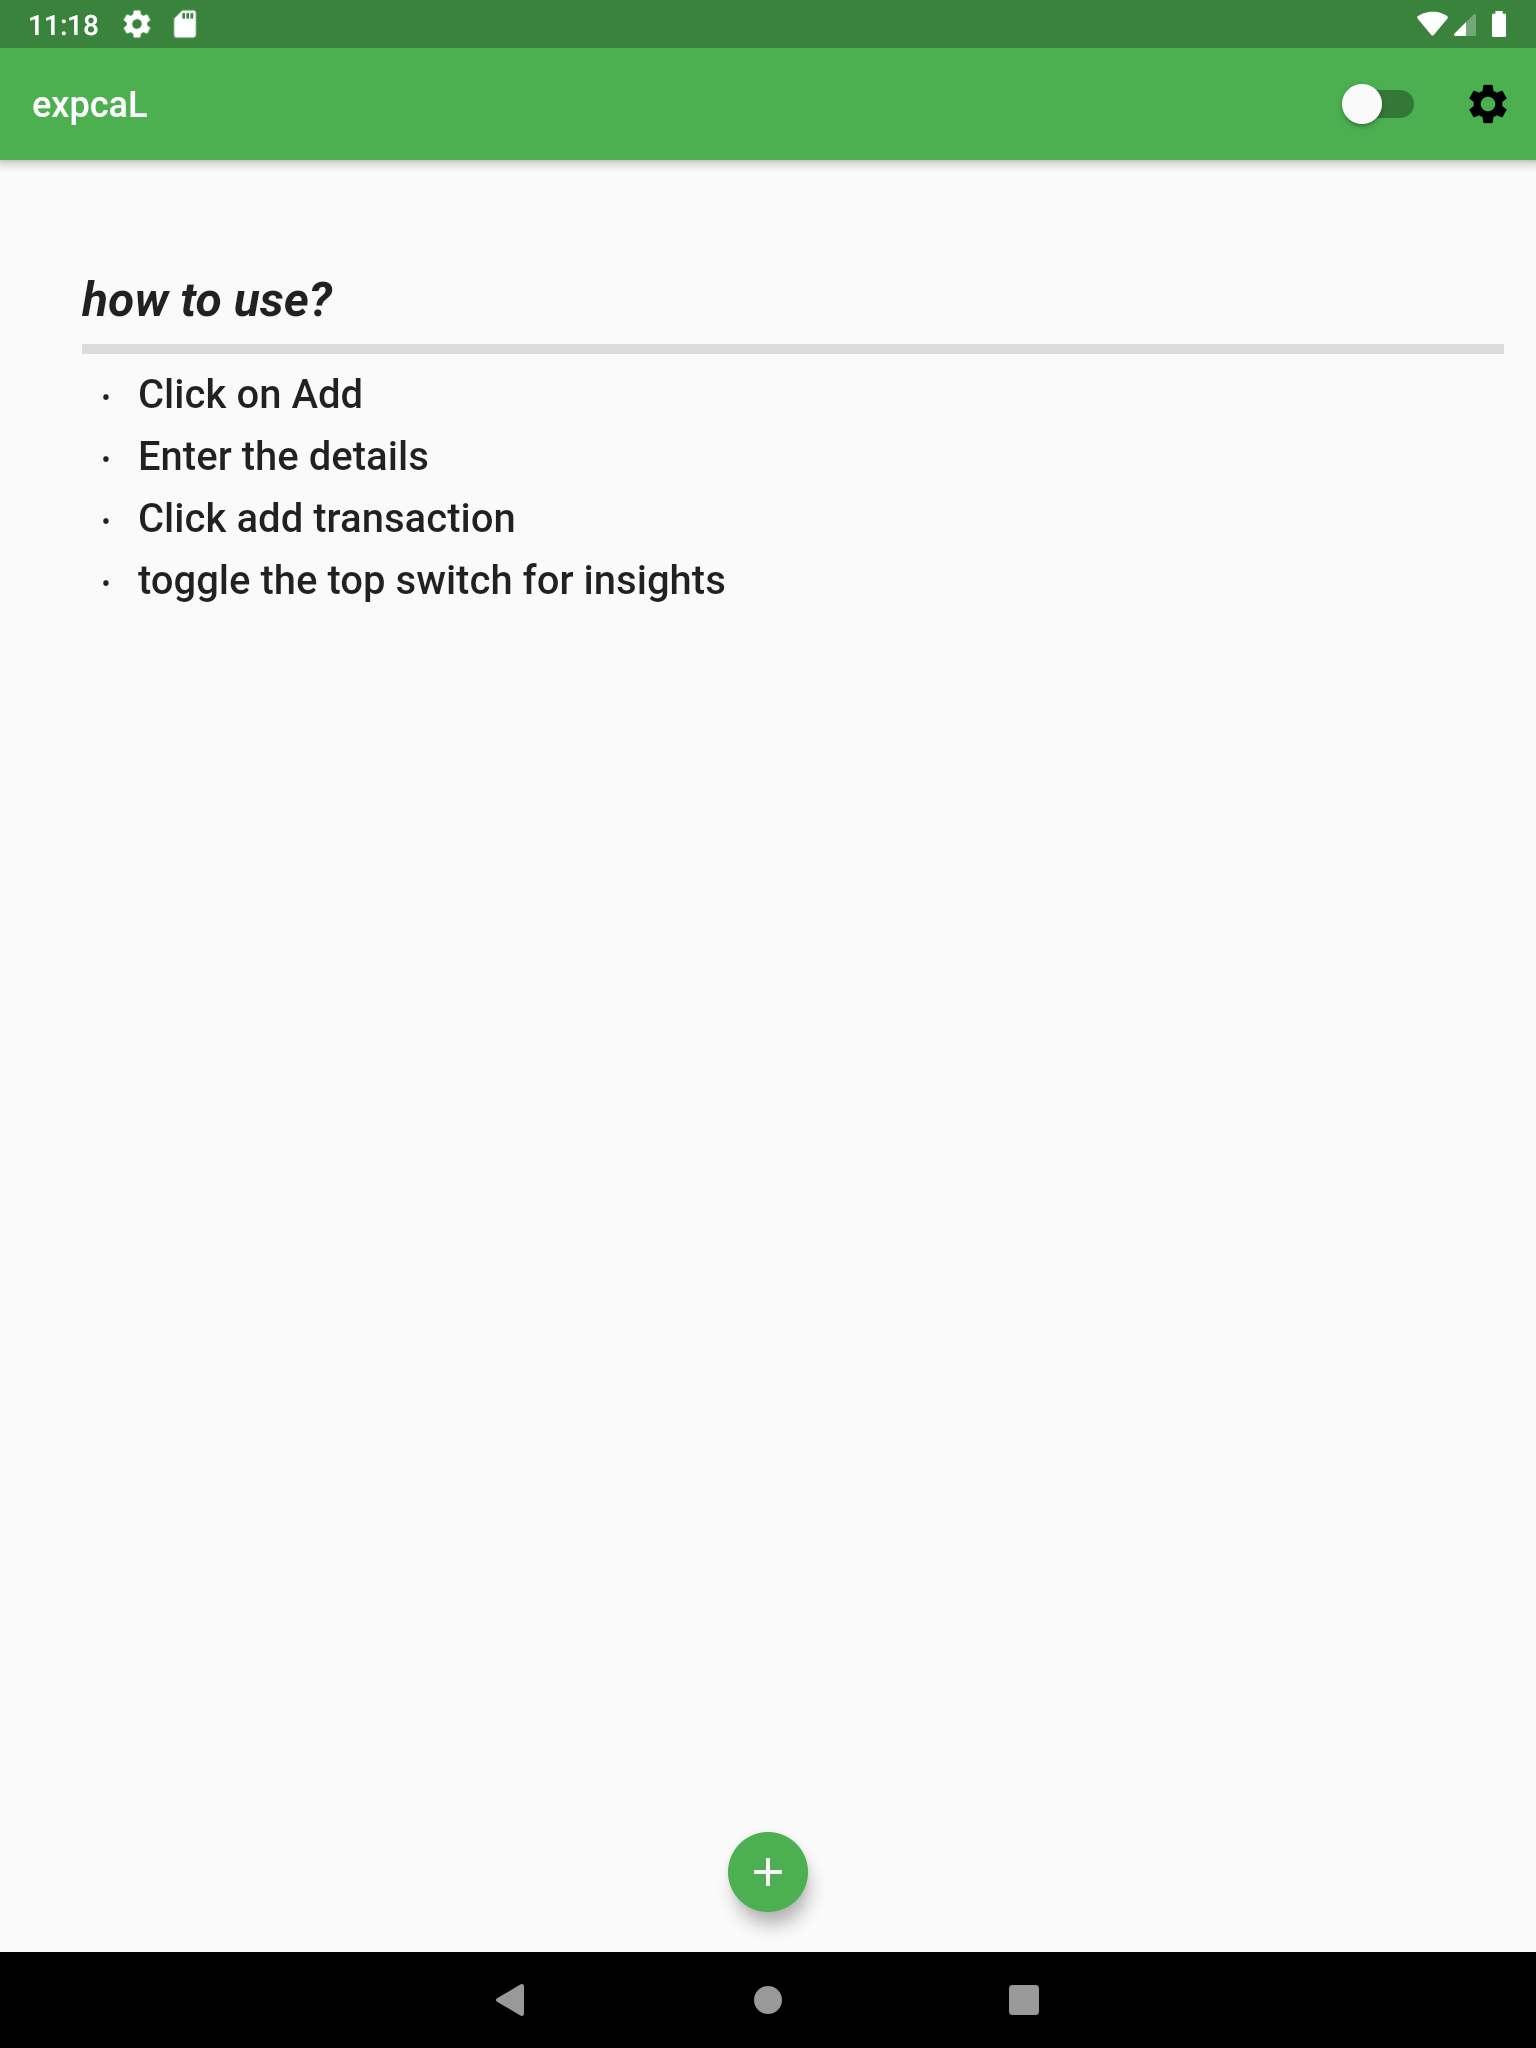 11:18
expcaL
how to use?
• Click on Add
• Enter the details
• Click add transaction
• toggle the top switch for insights